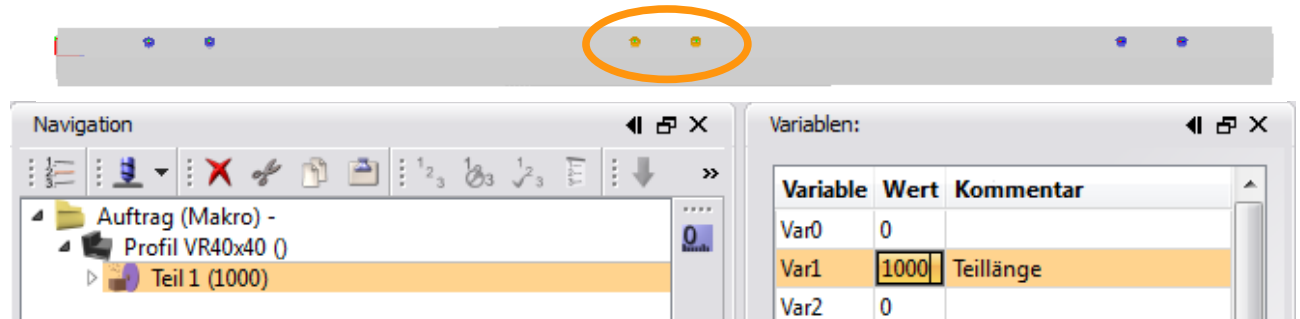 Navigation
Auftrag (Makro) -
Profil VR40x40 ()
Teil 1 (1000)
Variablen:
Variable Wert Kommentar
Var0 0
Var1 1000 Teillänge
Var2 0